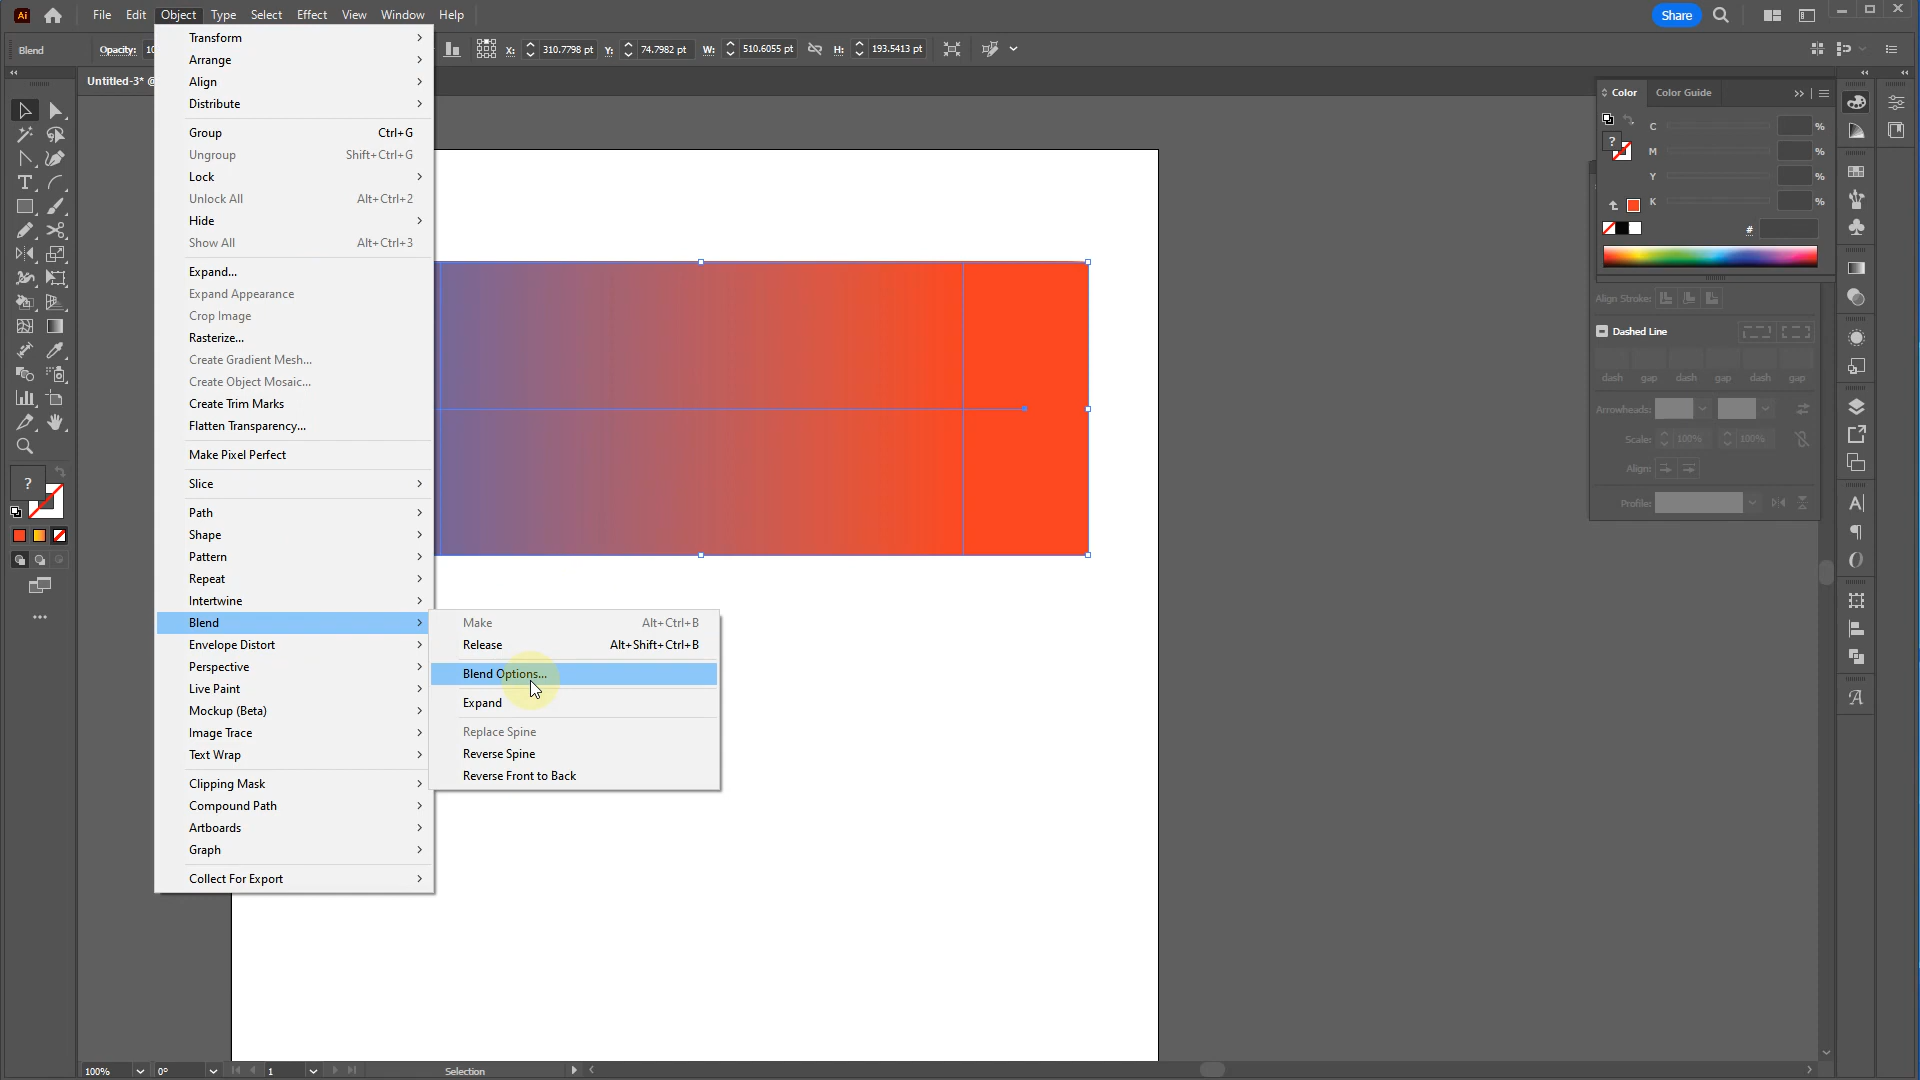 Ai File Edit Object Type Select Effect View Window Help Share
Blend Opacity: 10 X: 310.7798 pt Y: 74.7982 pt W: 510.6055 pt H: 193.5413 pt
Untitled-3* @
Transform
Arrange
Align
Distribute
Group Ctrl+G
Ungroup Shift+Ctrl+G
Lock
Unlock All Alt+Ctrl+2
Hide
Show All Alt+Ctrl+3
Expand...
Expand Appearance
Crop Image
Rasterize...
Create Gradient Mesh...
Create Object Mosaic...
Create Trim Marks
Flatten Transparency...
Make Pixel Perfect
Slice
Path
Shape
Pattern
Repeat
Intertwine
Blend
Envelope Distort
Perspective
Live Paint
Mockup (Beta)
Image Trace
Text Wrap
Clipping Mask
Compound Path
Artboards
Graph
Collect For Export
Make Alt+Ctrl+B
Release Alt+Shift+Ctrl+B
Blend Options...
Expand
Replace Spine
Reverse Spine
Reverse Front to Back
Color Color Guide
? C %
M %
Y %
K %
#
Align Stroke:
Dashed Line
dash gap dash gap dash gap
Arrowheads:
Scale: 100% 100%
Align:
Profile:
?
100% 0° 1 Selection